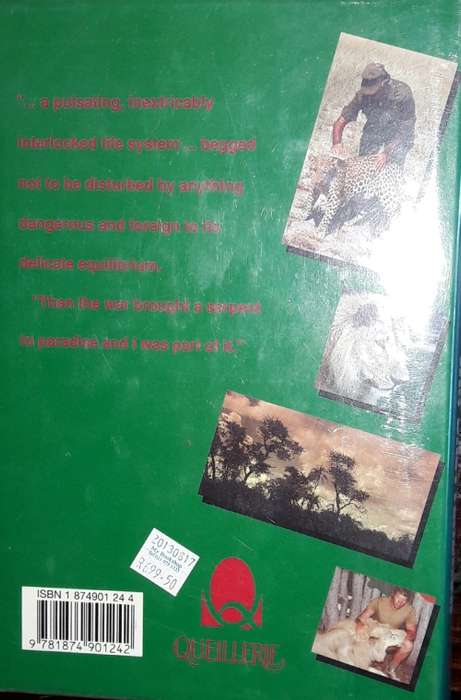 "... a pulsating, inextricably
interlocked life system ... begged
not to be disturbed by anything
dangerous and foreign to its
delicate equilibrium.
"Then the war brought a serpent
to paradise and I was part of it."
20130817
R699-50
ISBN 1 874901 24 4
9 781874 901242
QUEILLERIE